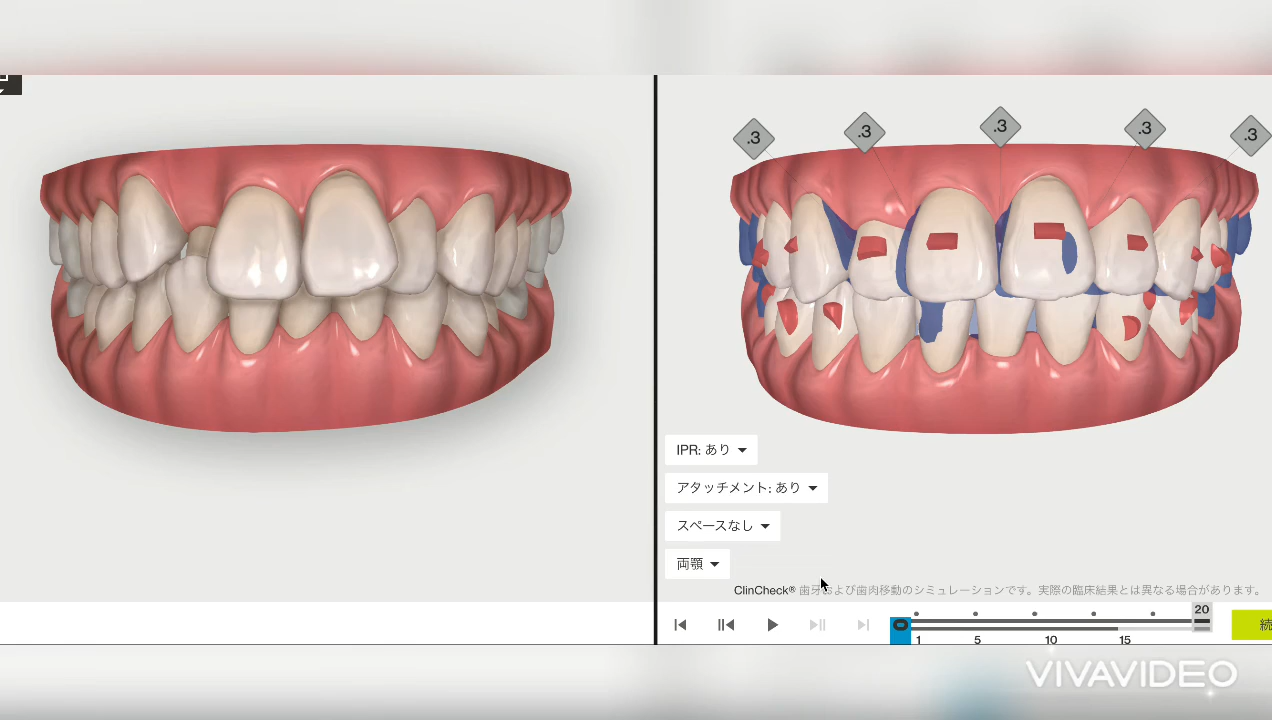 .3 .3 .3 .3 .3
IPR: あり
アタッチメント: あり
スペースなし
両顎
ClinCheck® 歯牙および歯肉移動のシミュレーションです。実際の臨床結果とは異なる場合があります。
20
0 1 5 10 15
続
VIVAVIDEO